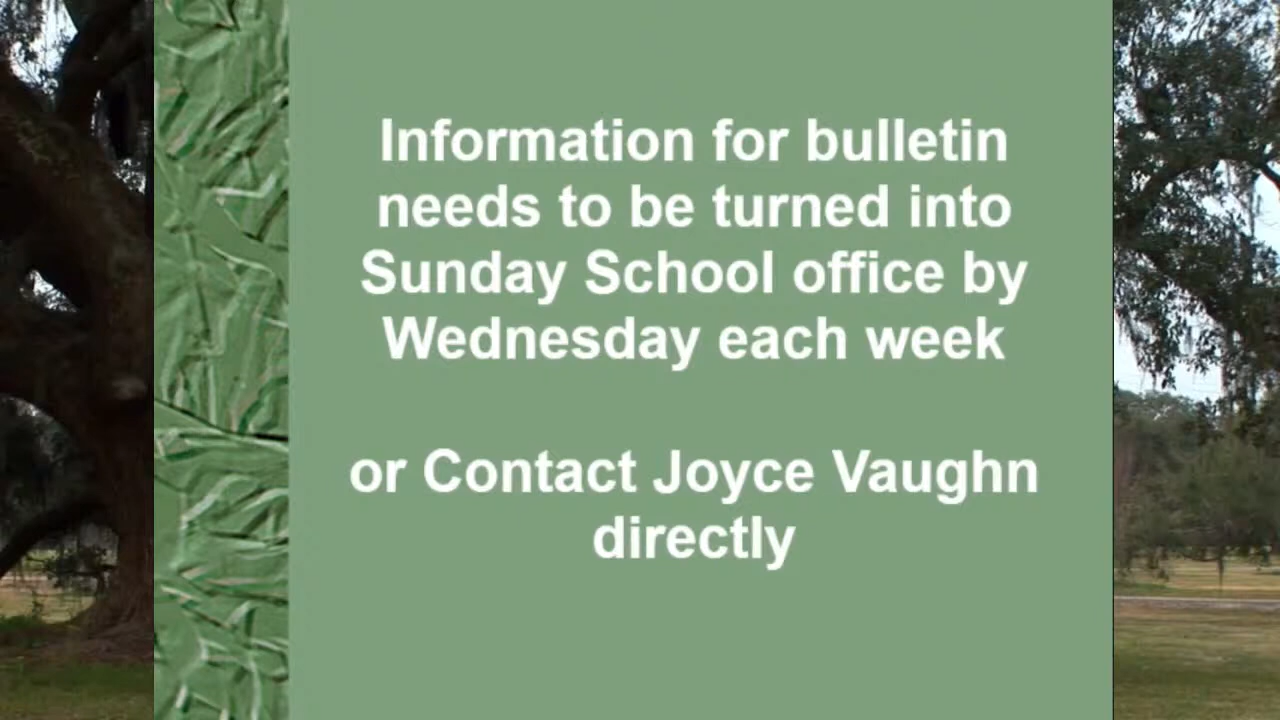 Information for bulletin
needs to be turned into
Sunday School office by
Wednesday each week
or Contact Joyce Vaughn
directly